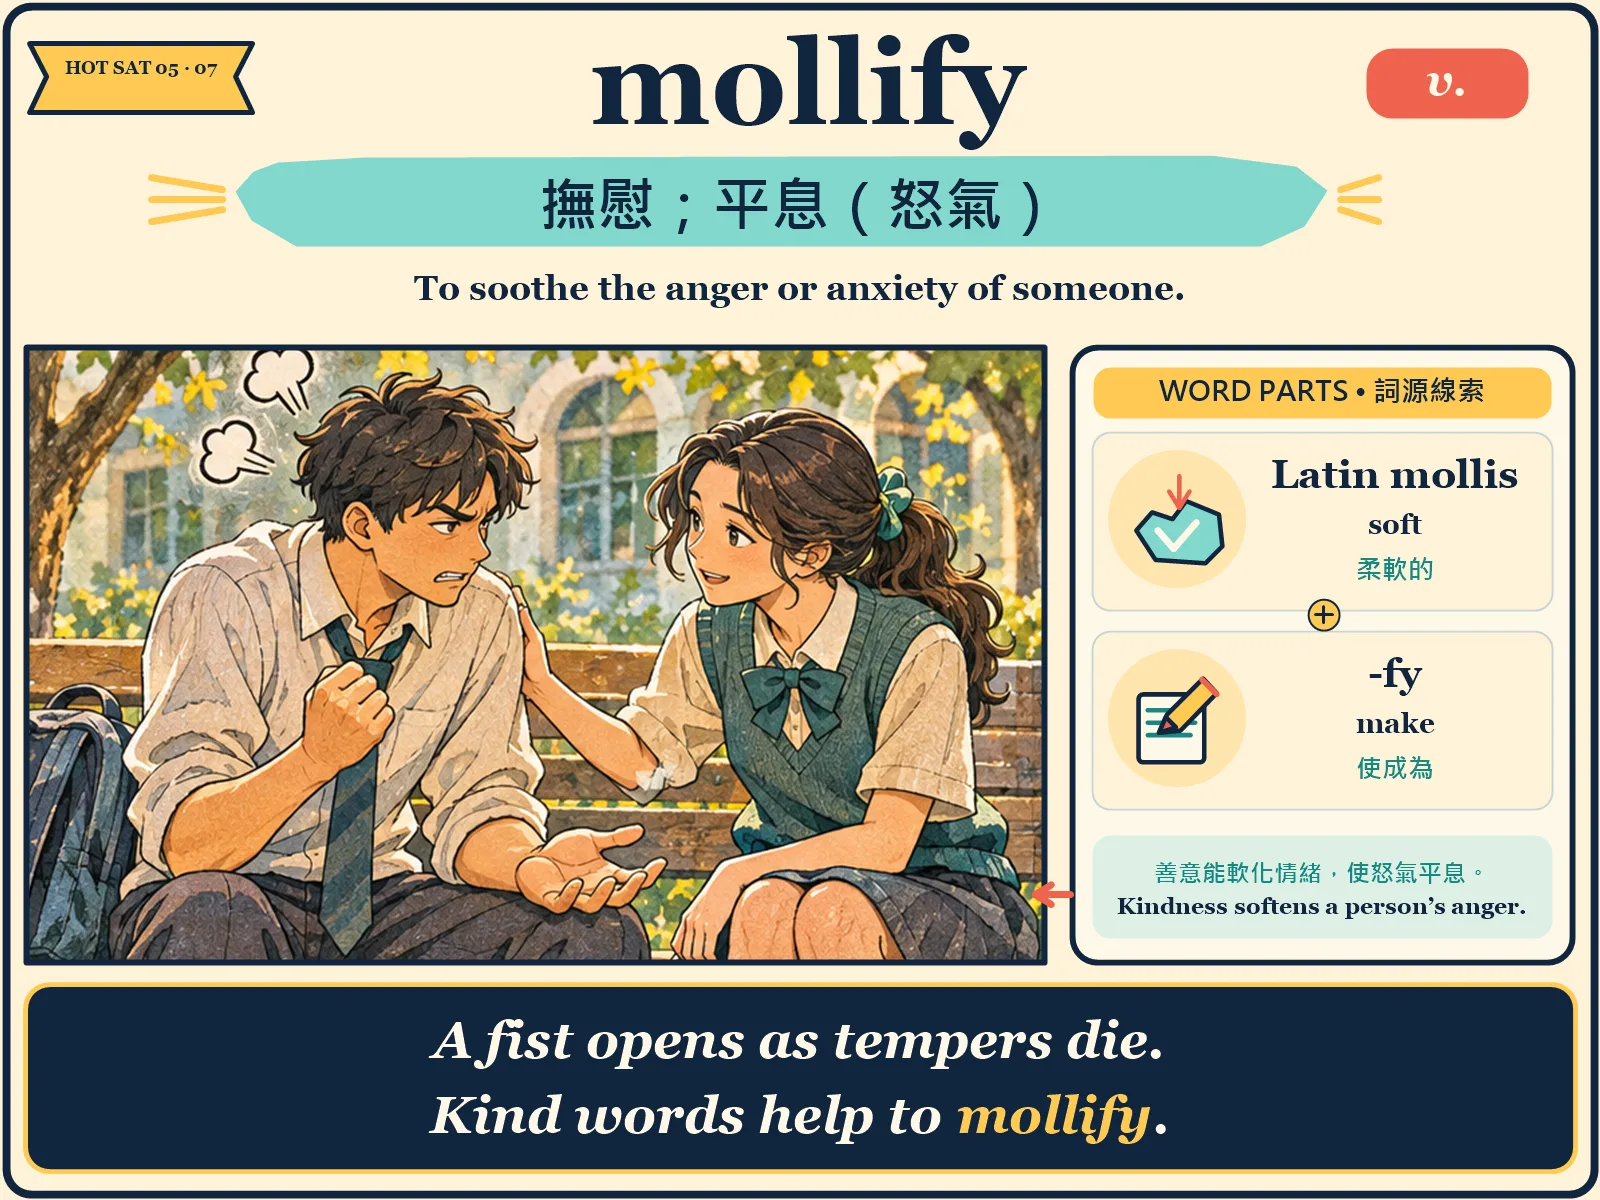 HOT SAT 05 · 07
mollify
v.
撫慰；平息（怒氣）
To soothe the anger or anxiety of someone.
WORD PARTS • 詞源線索
Latin mollis
soft
柔軟的
-fy
make
使成為
善意能軟化情緒，使怒氣平息。
Kindness softens a person’s anger.
A fist opens as tempers die.
Kind words help to mollify.